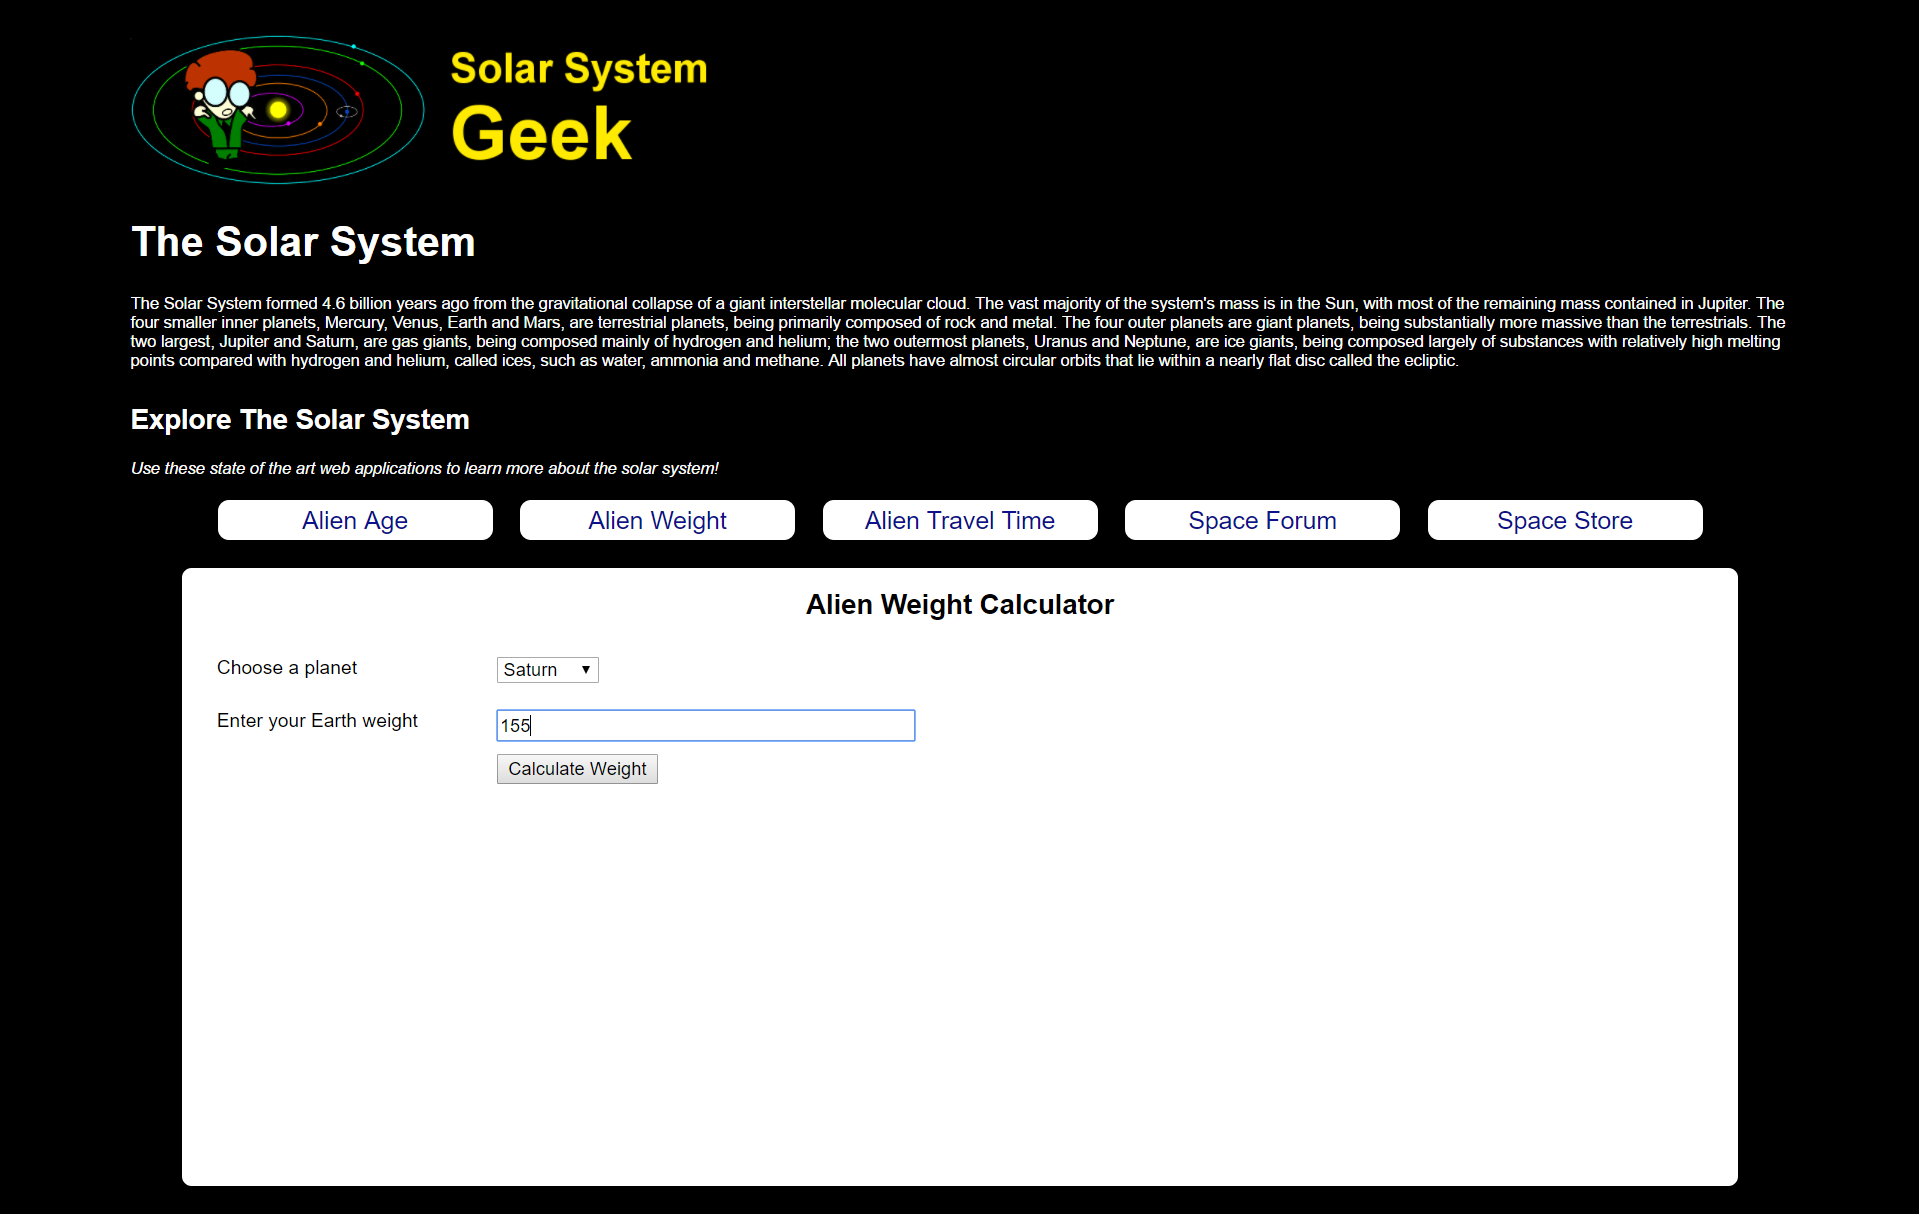 Solar System
Geek
The Solar System
The Solar System formed 4.6 billion years ago from the gravitational collapse of a giant interstellar molecular cloud. The vast majority of the system's mass is in the Sun, with most of the remaining mass contained in Jupiter. The
four smaller inner planets, Mercury, Venus, Earth and Mars, are terrestrial planets, being primarily composed of rock and metal. The four outer planets are giant planets, being substantially more massive than the terrestrials. The
two largest, Jupiter and Saturn, are gas giants, being composed mainly of hydrogen and helium; the two outermost planets, Uranus and Neptune, are ice giants, being composed largely of substances with relatively high melting
points compared with hydrogen and helium, called ices, such as water, ammonia and methane. All planets have almost circular orbits that lie within a nearly flat disc called the ecliptic.
Explore The Solar System
Use these state of the art web applications to learn more about the solar system!
Alien Age
Alien Weight
Alien Travel Time
Space Forum
Space Store
Alien Weight Calculator
Choose a planet
Saturn
Enter your Earth weight
155
Calculate Weight